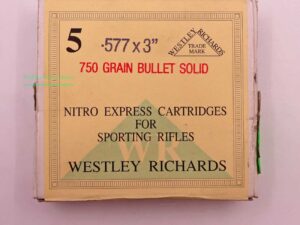 5
.577 x 3"
WESTLEY RICHARDS
TRADE
MARK
750 GRAIN BULLET SOLID
NITRO EXPRESS CARTRIDGES
FOR
SPORTING RIFLES
WR
WESTLEY RICHARDS